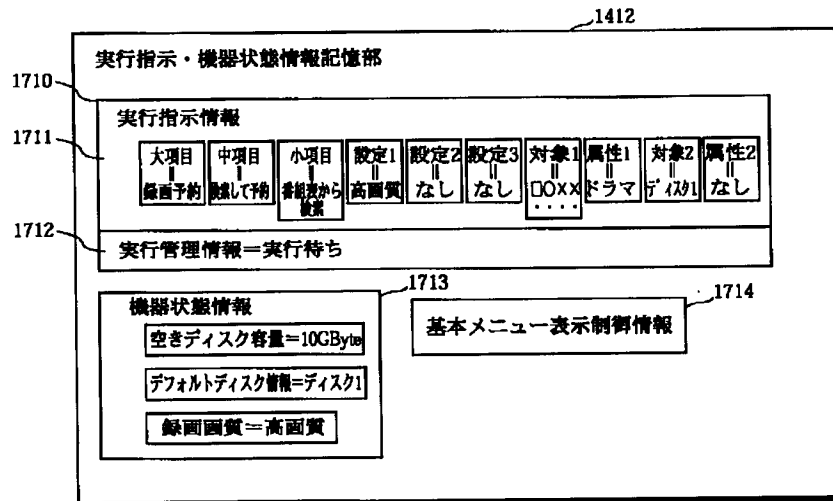 1412
実行指示・機器状態情報記憶部
1710
実行指示情報
1711
大項目
=
録画予約
中項目
=
検索して予約
小項目
=
番組表から
検索
設定1
=
高画質
設定2
=
なし
設定3
=
なし
対象1
=
□○××
・・・・
属性1
=
ドラマ
対象2
=
ディスク1
属性2
=
なし
1712
実行管理情報=実行待ち
1713
機器状態情報
空きディスク容量=10GByte
デフォルトディスク情報=ディスク1
録画画質=高画質
1714
基本メニュー表示制御情報